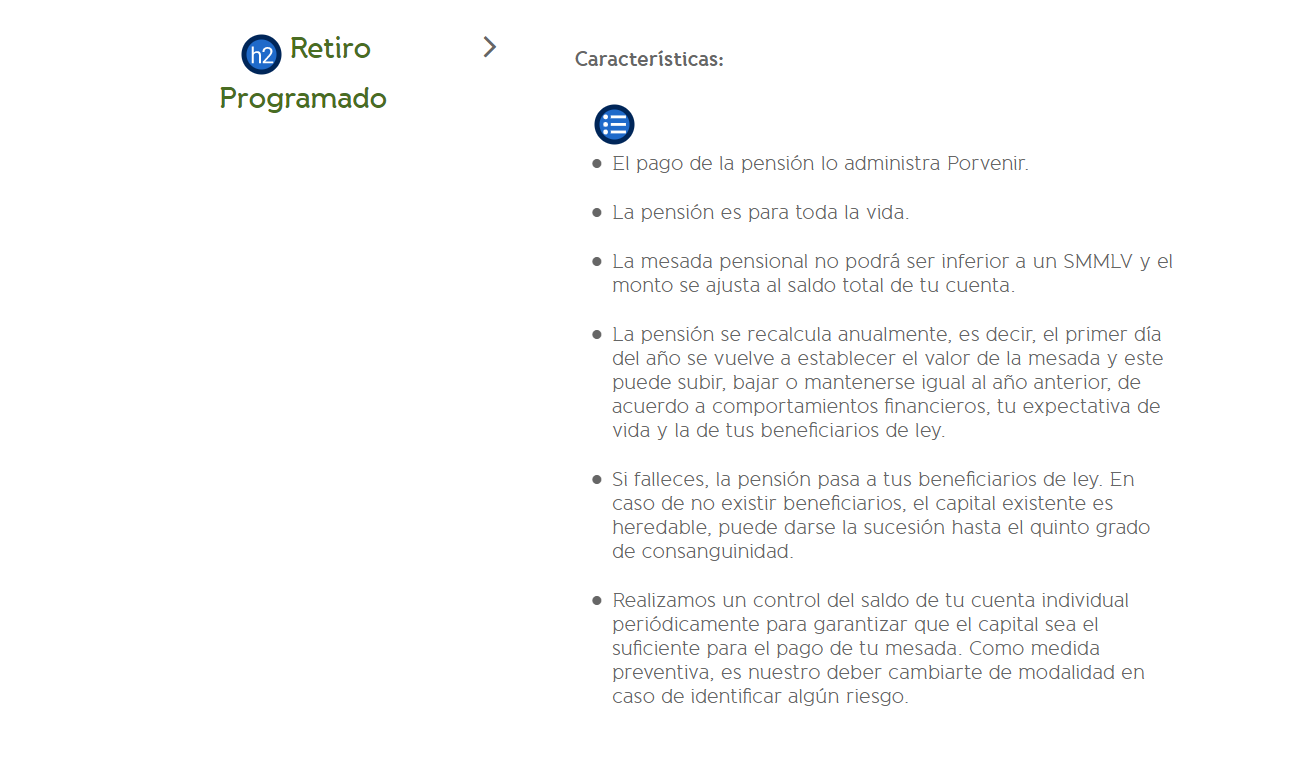 h2 Retiro
Programado
Características:
El pago de la pensión lo administra Porvenir.
La pensión es para toda la vida.
La mesada pensional no podrá ser inferior a un SMMLV y el
monto se ajusta al saldo total de tu cuenta.
La pensión se recalcula anualmente, es decir, el primer día
del año se vuelve a establecer el valor de la mesada y este
puede subir, bajar o mantenerse igual al año anterior, de
acuerdo a comportamientos financieros, tu expectativa de
vida y la de tus beneficiarios de ley.
Si falleces, la pensión pasa a tus beneficiarios de ley. En
caso de no existir beneficiarios, el capital existente es
heredable, puede darse la sucesión hasta el quinto grado
de consanguinidad.
Realizamos un control del saldo de tu cuenta individual
periódicamente para garantizar que el capital sea el
suficiente para el pago de tu mesada. Como medida
preventiva, es nuestro deber cambiarte de modalidad en
caso de identificar algún riesgo.